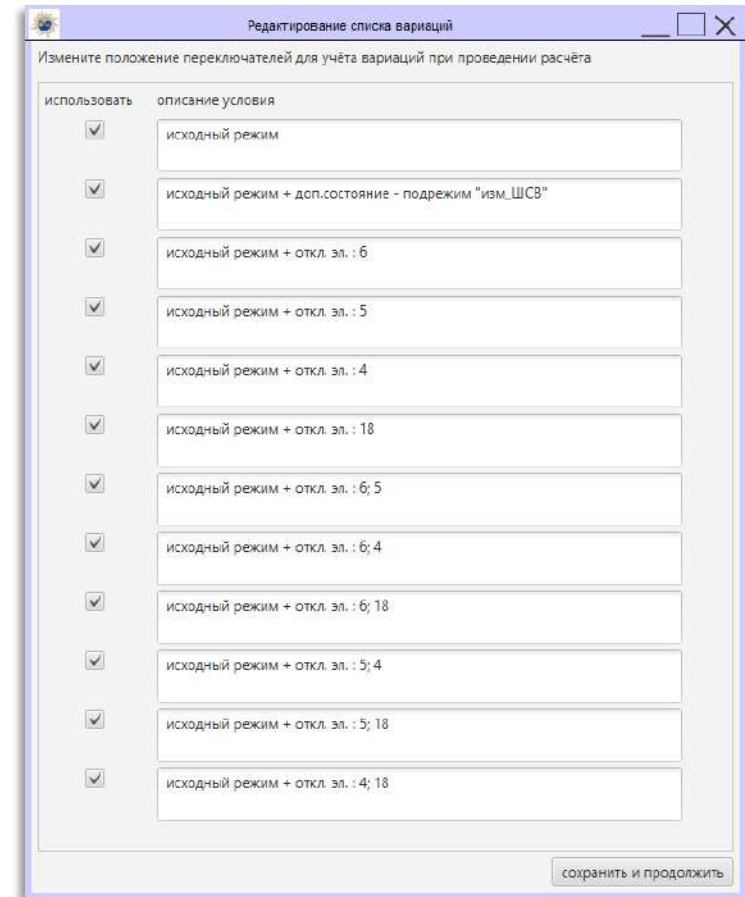 Редактирование списка вариаций
Измените положение переключателей для учёта вариаций при проведении расчёта
использовать описание условия
исходный режим
исходный режим + доп.состояние - подрежим "изм_ШСВ"
исходный режим + откл. эл. : 6
исходный режим + откл. эл. : 5
исходный режим + откл. эл. : 4
исходный режим + откл. эл. : 18
исходный режим + откл. эл. : 6; 5
исходный режим + откл. эл. : 6; 4
исходный режим + откл. эл. : 6; 18
исходный режим + откл. эл. : 5; 4
исходный режим + откл. эл. : 5; 18
исходный режим + откл. эл. : 4; 18
сохранить и продолжить